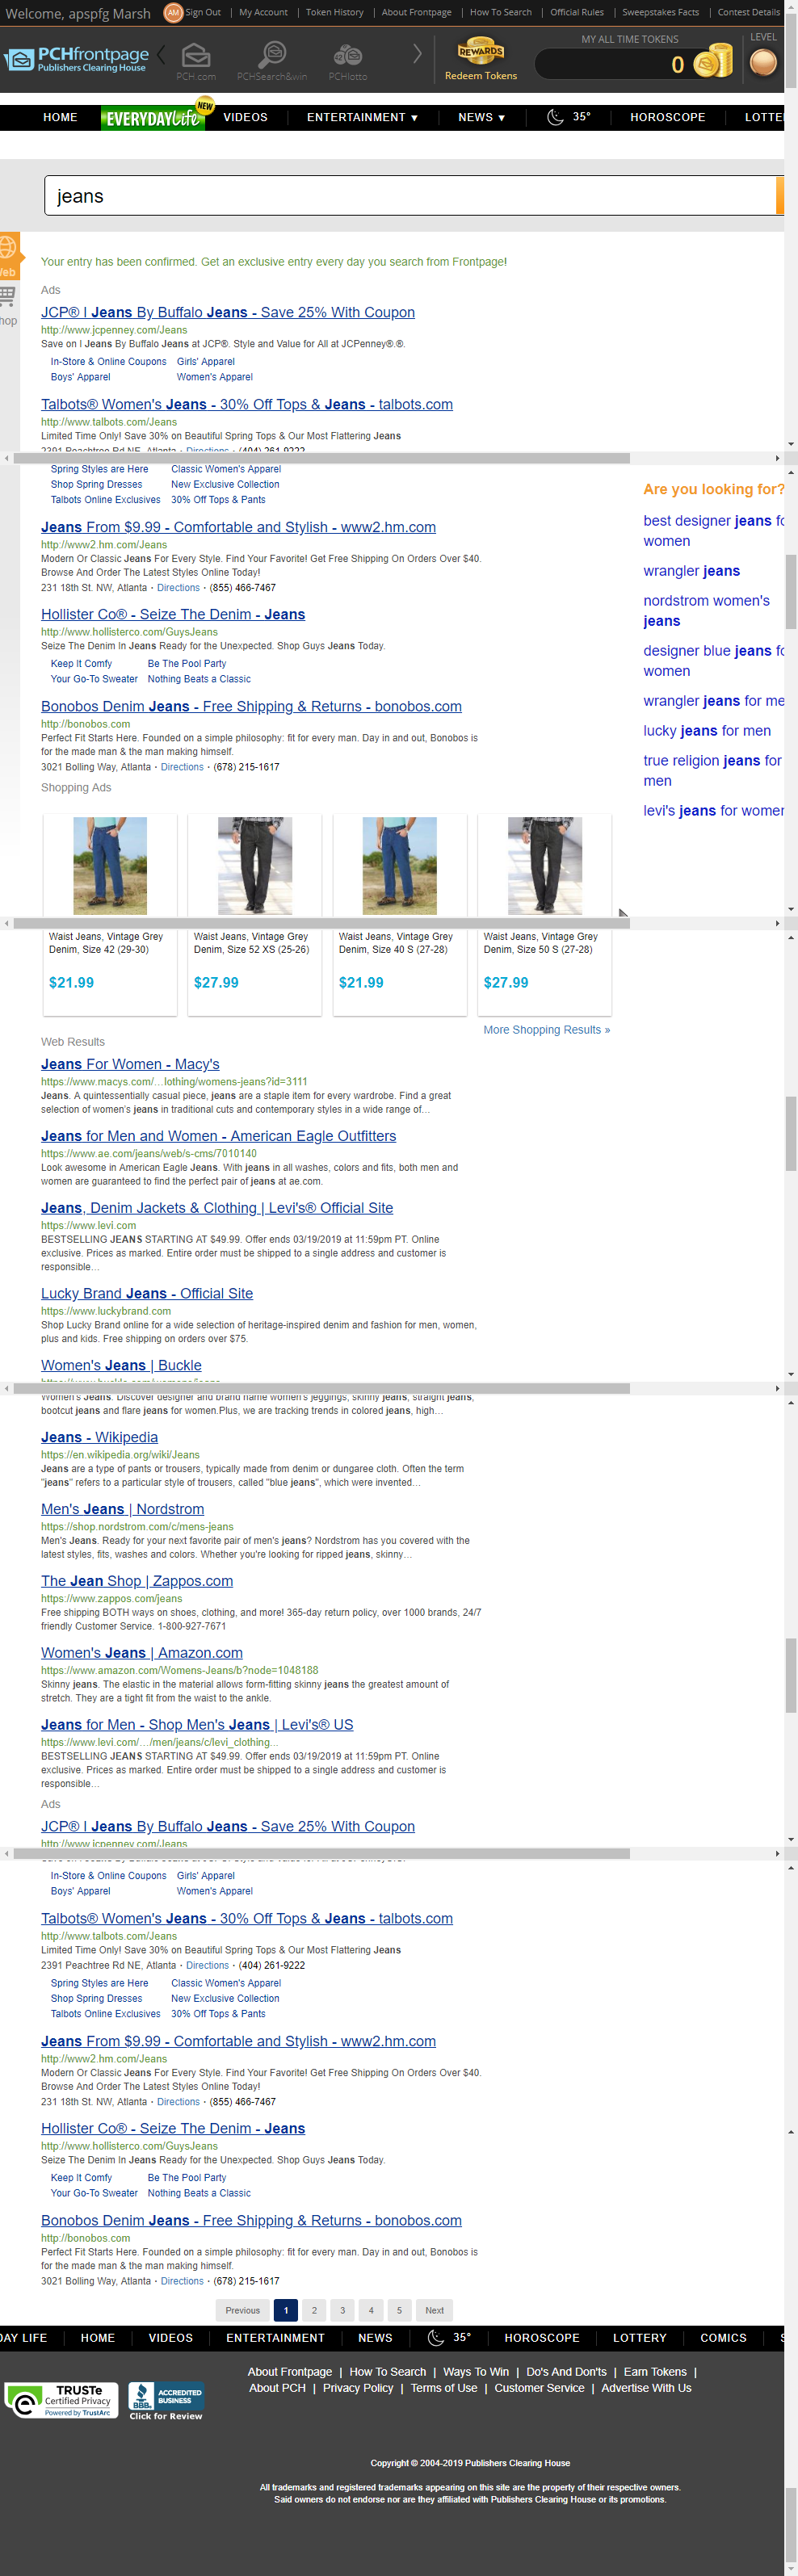 Welcome, apspfg Marsh AM Sign Out | My Account | Token History | About Frontpage | How To Search | Official Rules | Sweepstakes Facts | Contest Details
PCHfrontpage
Publishers Clearing House
PCH.com
PCHSearch&win
PCHlotto
REWARDS
Redeem Tokens
MY ALL TIME TOKENS
0
LEVEL
HOME
EVERYDAY Life
NEW
VIDEOS
ENTERTAINMENT ▼
NEWS ▼
35°
HOROSCOPE
LOTTE
jeans
Web
hop
Your entry has been confirmed. Get an exclusive entry every day you search from Frontpage!
Ads
JCP® I Jeans By Buffalo Jeans - Save 25% With Coupon
http://www.jcpenney.com/Jeans
Save on I Jeans By Buffalo Jeans at JCP®. Style and Value for All at JCPenney®.®.
In-Store & Online Coupons Girls' Apparel
Boys' Apparel Women's Apparel
Talbots® Women's Jeans - 30% Off Tops & Jeans - talbots.com
http://www.talbots.com/Jeans
Limited Time Only! Save 30% on Beautiful Spring Tops & Our Most Flattering Jeans
2391 Peachtree Rd NE, Atlanta · Directions · (404) 261-9222
Spring Styles are Here Classic Women's Apparel
Shop Spring Dresses New Exclusive Collection
Talbots Online Exclusives 30% Off Tops & Pants
Jeans From $9.99 - Comfortable and Stylish - www2.hm.com
http://www2.hm.com/Jeans
Modern Or Classic Jeans For Every Style. Find Your Favorite! Get Free Shipping On Orders Over $40.
Browse And Order The Latest Styles Online Today!
231 18th St. NW, Atlanta · Directions · (855) 466-7467
Hollister Co® - Seize The Denim - Jeans
http://www.hollisterco.com/GuysJeans
Seize The Denim In Jeans Ready for the Unexpected. Shop Guys Jeans Today.
Keep It Comfy Be The Pool Party
Your Go-To Sweater Nothing Beats a Classic
Bonobos Denim Jeans - Free Shipping & Returns - bonobos.com
http://bonobos.com
Perfect Fit Starts Here. Founded on a simple philosophy: fit for every man. Day in and out, Bonobos is
for the made man & the man making himself.
3021 Bolling Way, Atlanta · Directions · (678) 215-1617
Are you looking for?
best designer jeans fo
women
wrangler jeans
nordstrom women's
jeans
designer blue jeans fo
women
wrangler jeans for me
lucky jeans for men
true religion jeans for
men
levi's jeans for women
Shopping Ads
Waist Jeans, Vintage Grey
Denim, Size 42 (29-30)
$21.99
Waist Jeans, Vintage Grey
Denim, Size 52 XS (25-26)
$27.99
Waist Jeans, Vintage Grey
Denim, Size 40 S (27-28)
$21.99
Waist Jeans, Vintage Grey
Denim, Size 50 S (27-28)
$27.99
More Shopping Results »
Web Results
Jeans For Women - Macy's
https://www.macys.com/…lothing/womens-jeans?id=3111
Jeans. A quintessentially casual piece, jeans are a staple item for every wardrobe. Find a great
selection of women's jeans in traditional cuts and contemporary styles in a wide range of…
Jeans for Men and Women - American Eagle Outfitters
https://www.ae.com/jeans/web/s-cms/7010140
Look awesome in American Eagle Jeans. With jeans in all washes, colors and fits, both men and
women are guaranteed to find the perfect pair of jeans at ae.com.
Jeans, Denim Jackets & Clothing | Levi's® Official Site
https://www.levi.com
BESTSELLING JEANS STARTING AT $49.99. Offer ends 03/19/2019 at 11:59pm PT. Online
exclusive. Prices as marked. Entire order must be shipped to a single address and customer is
responsible…
Lucky Brand Jeans - Official Site
https://www.luckybrand.com
Shop Lucky Brand online for a wide selection of heritage-inspired denim and fashion for men, women,
plus and kids. Free shipping on orders over $75.
Women's Jeans | Buckle
Women's Jeans. Discover designer and brand name women's jeggings, skinny jeans, straight jeans,
bootcut jeans and flare jeans for women.Plus, we are tracking trends in colored jeans, high…
Jeans - Wikipedia
https://en.wikipedia.org/wiki/Jeans
Jeans are a type of pants or trousers, typically made from denim or dungaree cloth. Often the term
"jeans" refers to a particular style of trousers, called "blue jeans", which were invented…
Men's Jeans | Nordstrom
https://shop.nordstrom.com/c/mens-jeans
Men's Jeans. Ready for your next favorite pair of men's jeans? Nordstrom has you covered with the
latest styles, fits, washes and colors. Whether you're looking for ripped jeans, skinny…
The Jean Shop | Zappos.com
https://www.zappos.com/jeans
Free shipping BOTH ways on shoes, clothing, and more! 365-day return policy, over 1000 brands, 24/7
friendly Customer Service. 1-800-927-7671
Women's Jeans | Amazon.com
https://www.amazon.com/Womens-Jeans/b?node=1048188
Skinny jeans. The elastic in the material allows form-fitting skinny jeans the greatest amount of
stretch. They are a tight fit from the waist to the ankle.
Jeans for Men - Shop Men's Jeans | Levi's® US
https://www.levi.com/…/men/jeans/c/levi_clothing…
BESTSELLING JEANS STARTING AT $49.99. Offer ends 03/19/2019 at 11:59pm PT. Online
exclusive. Prices as marked. Entire order must be shipped to a single address and customer is
responsible…
Ads
JCP® I Jeans By Buffalo Jeans - Save 25% With Coupon
http://www.jcpenney.com/Jeans
In-Store & Online Coupons Girls' Apparel
Boys' Apparel Women's Apparel
Talbots® Women's Jeans - 30% Off Tops & Jeans - talbots.com
http://www.talbots.com/Jeans
Limited Time Only! Save 30% on Beautiful Spring Tops & Our Most Flattering Jeans
2391 Peachtree Rd NE, Atlanta · Directions · (404) 261-9222
Spring Styles are Here Classic Women's Apparel
Shop Spring Dresses New Exclusive Collection
Talbots Online Exclusives 30% Off Tops & Pants
Jeans From $9.99 - Comfortable and Stylish - www2.hm.com
http://www2.hm.com/Jeans
Modern Or Classic Jeans For Every Style. Find Your Favorite! Get Free Shipping On Orders Over $40.
Browse And Order The Latest Styles Online Today!
231 18th St. NW, Atlanta · Directions · (855) 466-7467
Hollister Co® - Seize The Denim - Jeans
http://www.hollisterco.com/GuysJeans
Seize The Denim In Jeans Ready for the Unexpected. Shop Guys Jeans Today.
Keep It Comfy Be The Pool Party
Your Go-To Sweater Nothing Beats a Classic
Bonobos Denim Jeans - Free Shipping & Returns - bonobos.com
http://bonobos.com
Perfect Fit Starts Here. Founded on a simple philosophy: fit for every man. Day in and out, Bonobos is
for the made man & the man making himself.
3021 Bolling Way, Atlanta · Directions · (678) 215-1617
Previous 1 2 3 4 5 Next
DAY LIFE HOME VIDEOS ENTERTAINMENT NEWS 35° HOROSCOPE LOTTERY COMICS S
About Frontpage | How To Search | Ways To Win | Do's And Don'ts | Earn Tokens |
About PCH | Privacy Policy | Terms of Use | Customer Service | Advertise With Us
TRUSTe
Certified Privacy
Powered by TrustArc
BBB.
ACCREDITED
BUSINESS
Click for Review
Copyright © 2004-2019 Publishers Clearing House
All trademarks and registered trademarks appearing on this site are the property of their respective owners.
Said owners do not endorse nor are they affiliated with Publishers Clearing House or its promotions.